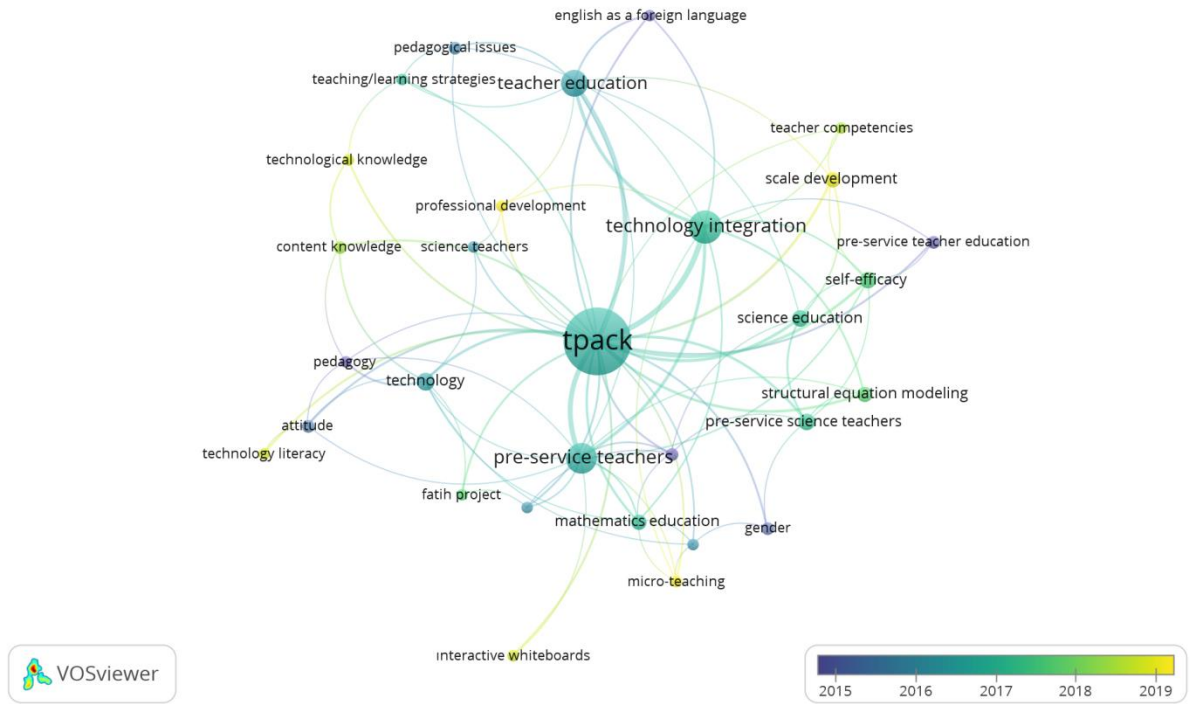 english as a foreign language
pedagogical issues
teaching/learning strategies
teacher education
teacher competencies
technological knowledge
scale development
professional development
technology integration
pre-service teacher education
content knowledge
science teachers
self-efficacy
science education
tpack
pedagogy
technology
structural equation modeling
attitude
pre-service science teachers
technology literacy
pre-service teachers
fatih project
mathematics education
gender
micro-teaching
interactive whiteboards
VOSviewer
2015 2016 2017 2018 2019